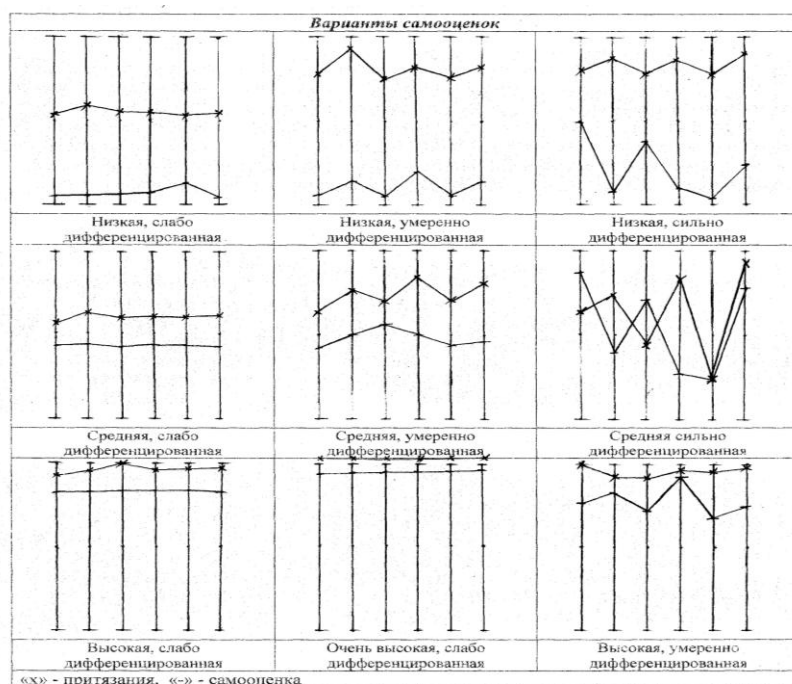 Варианты самооценок
Низкая, слабо
дифференцированная
Низкая, умеренно
дифференцированная
Низкая, сильно
дифференцированная
Средняя, слабо
дифференцированная
Средняя, умеренно
дифференцированная
Средняя сильно
дифференцированная
Высокая, слабо
дифференцированная
Очень высокая, слабо
дифференцированная
Высокая, умеренно
дифференцированная
«x» - притязания, «-» - самооценка